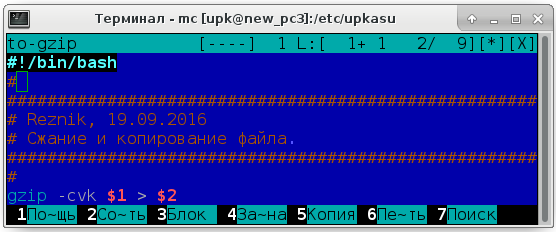 Терминал - mc [upk@new_pc3]:/etc/upkasu
to-gzip [----] 1 L:[ 1+ 1 2/ 9][*][X]
#!/bin/bash
#
#####################################################
# Reznik, 19.09.2016
# Сжание и копирование файла.
#####################################################
#
gzip -cvk $1 > $2
1По~щь 2Со~ть 3Блок 4За~на 5Копия 6Пе~ть 7Поиск